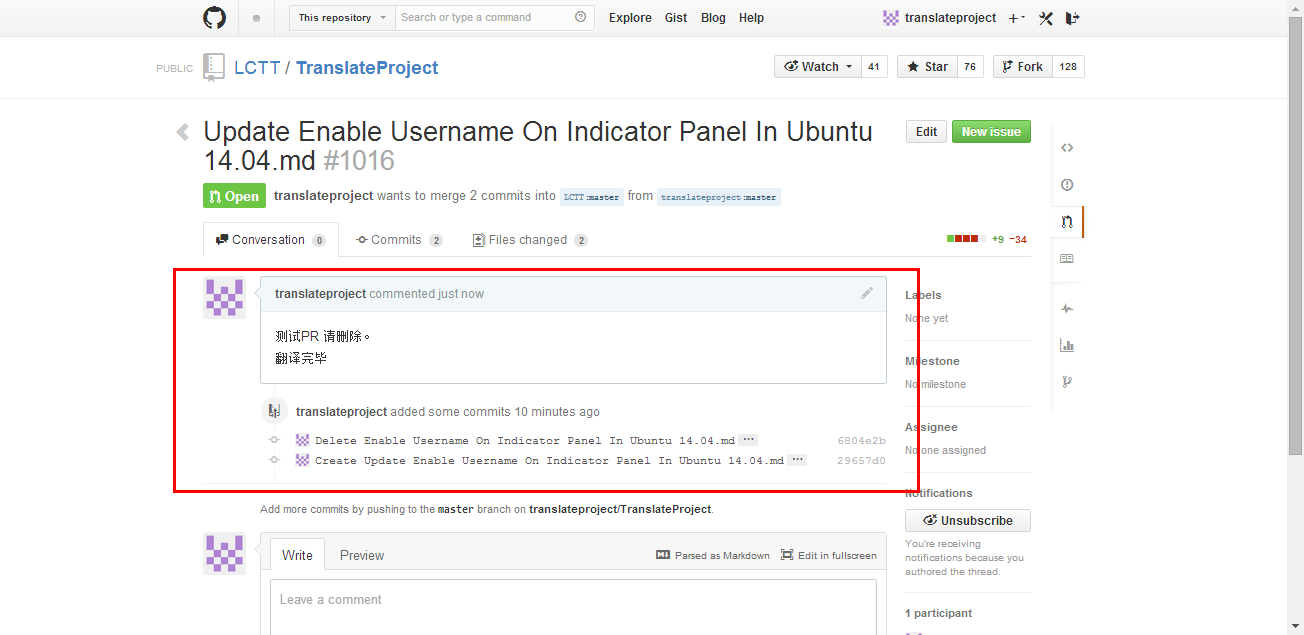 This repository
Search or type a command
Explore Gist Blog Help
translateproject
PUBLIC LCTT / TranslateProject
Watch 41
Star 76
Fork 128
Update Enable Username On Indicator Panel In Ubuntu
14.04.md #1016
Edit
New issue
Open translateproject wants to merge 2 commits into LCTT:master from translateproject:master
Conversation 0
Commits 2
Files changed 2
+9 −34
translateproject commented just now
测试PR 请删除。
翻译完毕
translateproject added some commits 10 minutes ago
Delete Enable Username On Indicator Panel In Ubuntu 14.04.md ··· 6804e2b
Create Update Enable Username On Indicator Panel In Ubuntu 14.04.md ··· 29657d0
Add more commits by pushing to the master branch on translateproject/TranslateProject.
Write
Preview
Parsed as Markdown
Edit in fullscreen
Leave a comment
Labels
None yet
Milestone
No milestone
Assignee
No one assigned
Notifications
Unsubscribe
You're receiving
notifications because you
authored the thread.
1 participant